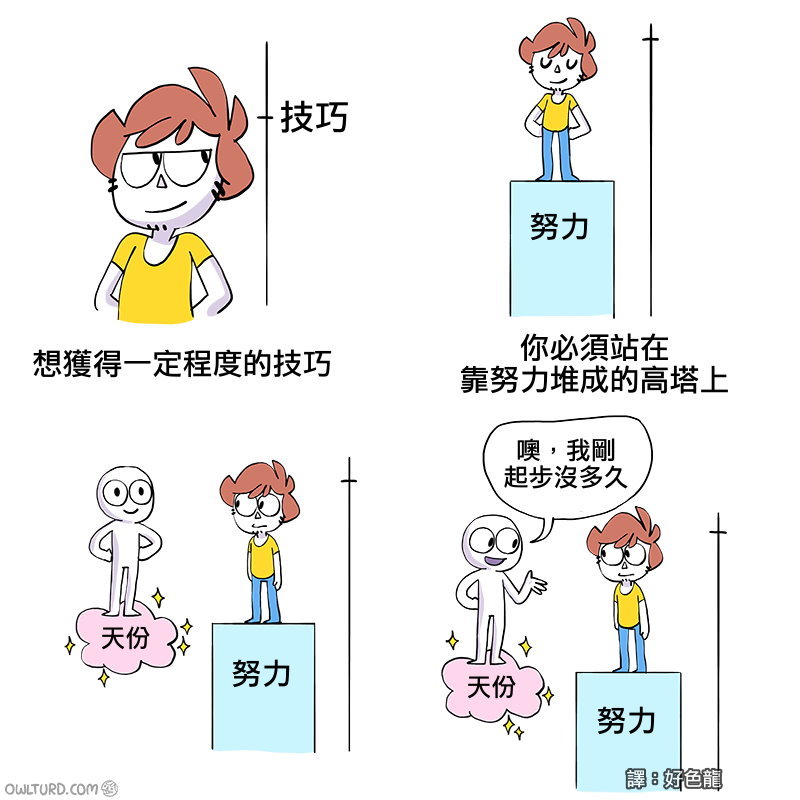 技巧
想獲得一定程度的技巧
努力
你必須站在
靠努力堆成的高塔上
天份
努力
噢，我剛
起步沒多久
天份
努力
OWLTURD.COM
譯：好色龍